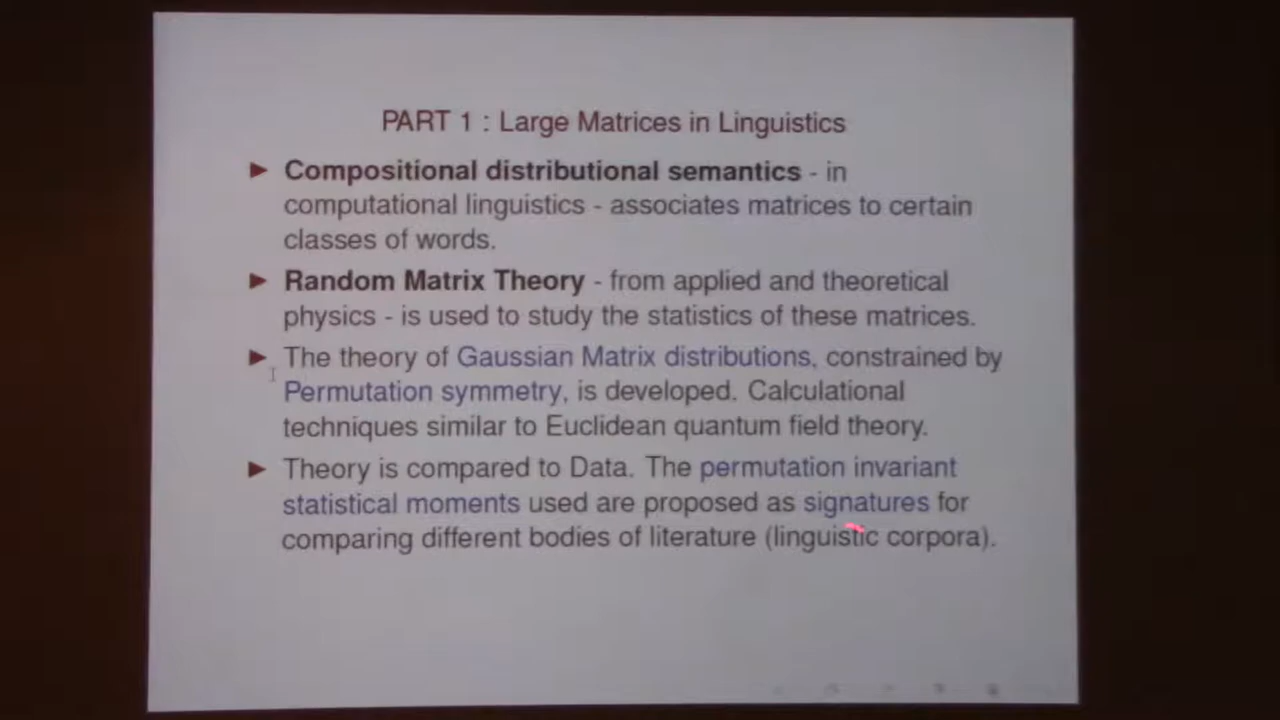 PART 1 : Large Matrices in Linguistics
► Compositional distributional semantics - in
computational linguistics - associates matrices to certain
classes of words.
► Random Matrix Theory - from applied and theoretical
physics - is used to study the statistics of these matrices.
► The theory of Gaussian Matrix distributions, constrained by
Permutation symmetry, is developed. Calculational
techniques similar to Euclidean quantum field theory.
► Theory is compared to Data. The permutation invariant
statistical moments used are proposed as signatures for
comparing different bodies of literature (linguistic corpora).